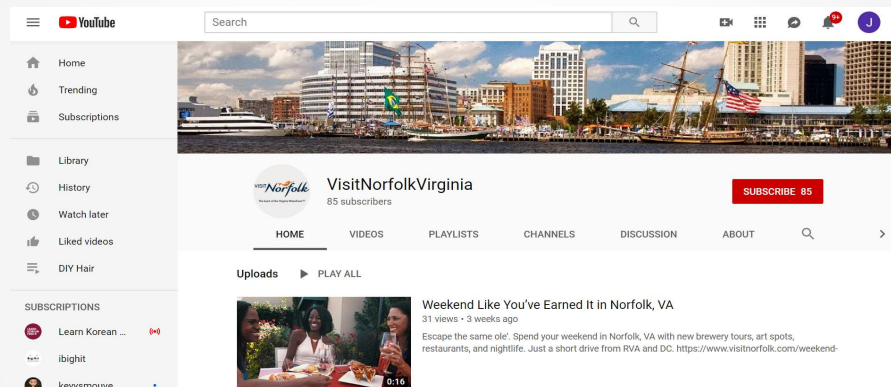 YouTube
Search
9+
J
Home
Trending
Subscriptions
Library
History
Watch later
Liked videos
DIY Hair
SUBSCRIPTIONS
Learn Korean ...
ibighit
VISIT Norfolk
VisitNorfolkVirginia
85 subscribers
SUBSCRIBE 85
HOME VIDEOS PLAYLISTS CHANNELS DISCUSSION ABOUT
Uploads PLAY ALL
0:16
Weekend Like You’ve Earned It in Norfolk, VA
31 views • 3 weeks ago
Escape the same ole'. Spend your weekend in Norfolk, VA with new brewery tours, art spots,
restaurants, and nightlife. Just a short drive from RVA and DC. https://www.visitnorfolk.com/weekend-